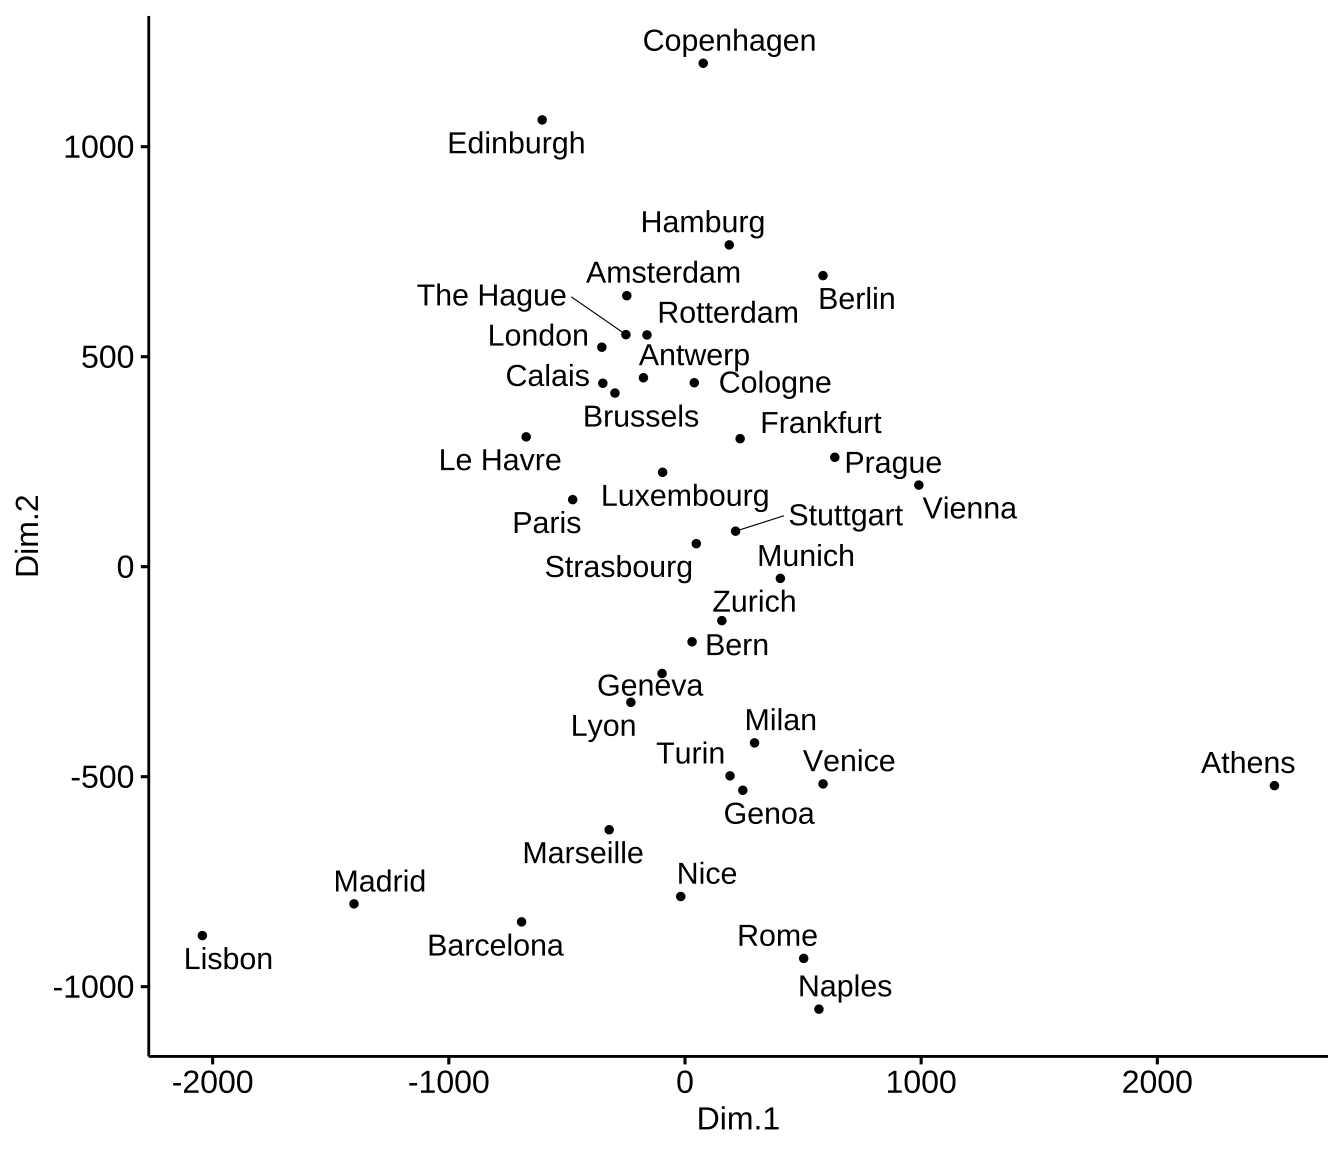 Copenhagen
Edinburgh
1000
Hamburg
Amsterdam
The Hague
Berlin
Rotterdam
London
500
Antwerp
Calais
Cologne
Brussels
Frankfurt
Le Havre
Prague
Luxembourg
Vienna
Stuttgart
Paris
Dim.2
Munich
0
Strasbourg
Zurich
Bern
Geneva
Milan
Lyon
Turin
Venice
Athens
-500
Genoa
Marseille
Nice
Madrid
Rome
Barcelona
Lisbon
-1000
Naples
-2000 -1000 0 1000 2000
Dim.1